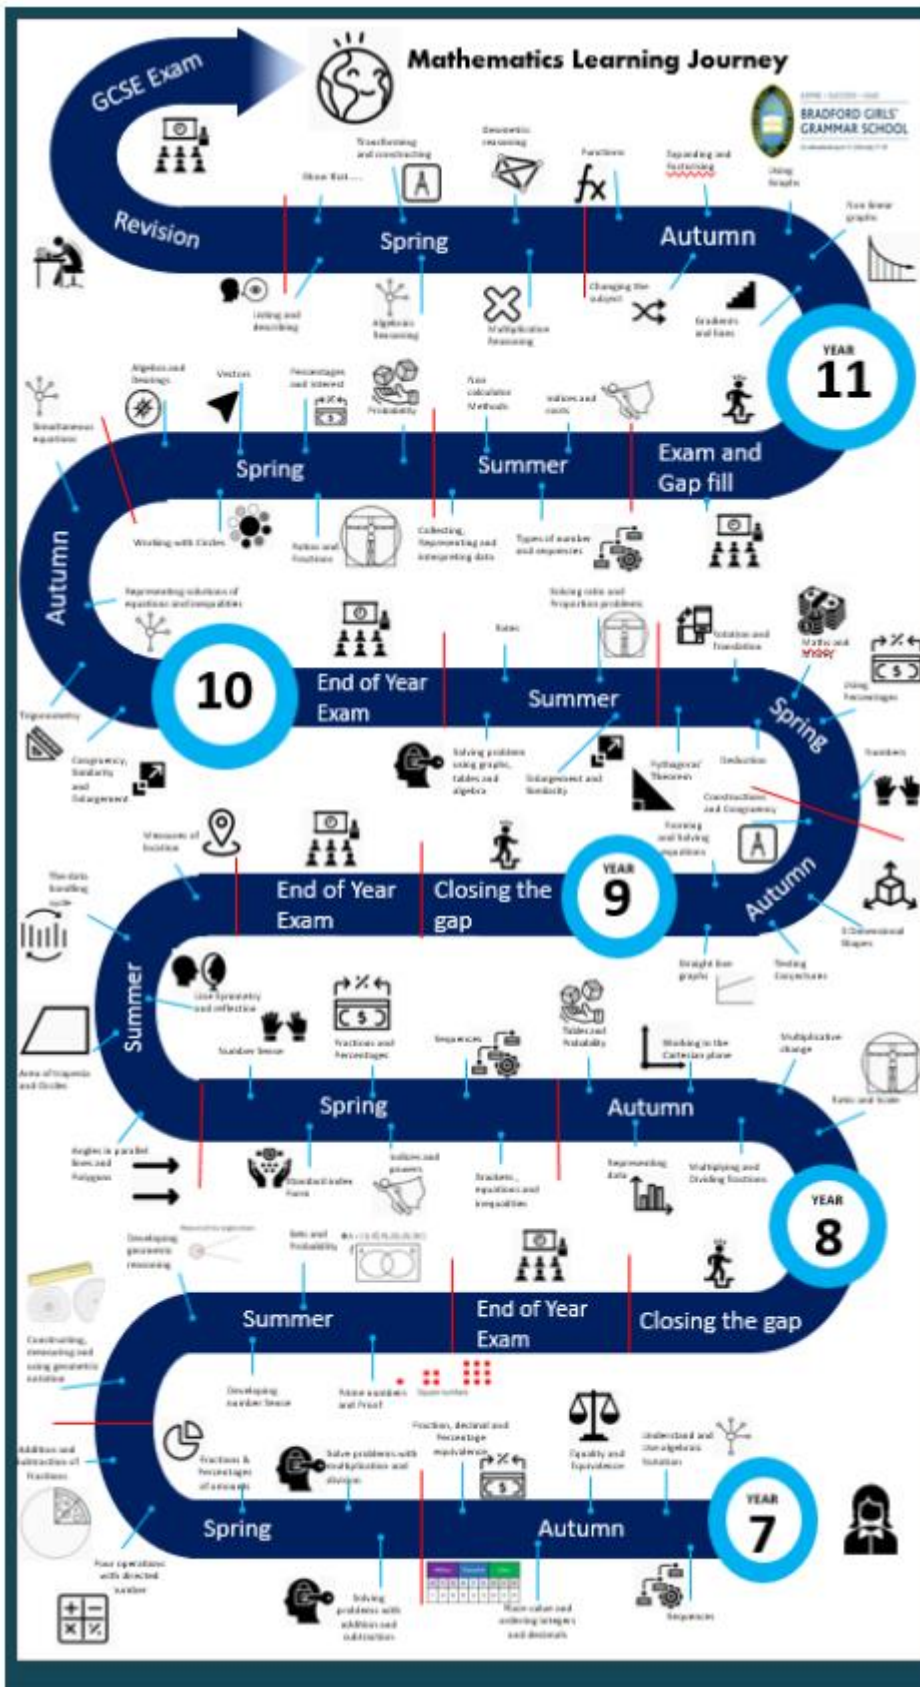 Mathematics Learning Journey
BRADFORD GIRLS'
GRAMMAR SCHOOL
GCSE Exam
Transforming
and constructing
Geometric
reasoning
Functions
Expanding and
Factorising
Using
Graphs
Show that....
Non linear
graphs
Revision
Spring
Autumn
Listing and
describing
Algebraic
Reasoning
Multiplicative
Reasoning
Changing the
subject
Gradients
and lines
YEAR
11
Simultaneous
equations
Vectors
Percentages
and interest
Probability
Non
calculator
Methods
Indices and
roots
Spring
Summer
Exam and
Gap fill
Working with Circles
Ratios and
Fractions
Collecting,
Representing and
interpreting data
Types of number
and sequences
Autumn
Representing solutions of
equations and inequalities
Solving ratio and
Proportion problems
Rates
Rotation and
Translation
Maths and
Using
Percentages
10
End of Year
Exam
Summer
Spring
Trigonometry
Congruency,
Similarity
and
Enlargement
Solving problems
using graphs,
tables and
algebra
Enlargement and
Similarity
Pythagoras'
Theorem
Deduction
Numbers
Constructions
and Congruency
Forming
and Solving
equations
Measures of
location
The data
handling
cycle
End of Year
Exam
Closing the
gap
YEAR
9
Autumn
3 Dimensional
Shapes
Straight line
graphs
Testing
Conjectures
Summer
Line Symmetry
and reflection
Number Sense
Fractions and
Percentages
Sequences
Tables and
Probability
Working in the
Cartesian plane
Multiplicative
change
Area of trapezia
and Circles
Spring
Autumn
Ratio and Scale
Angles in parallel
lines and
Polygons
Standard index
Form
Indices and
powers
Brackets,
equations and
inequalities
Representing
data
Multiplying and
Dividing fractions
YEAR
8
Developing
geometric
reasoning
Sets and
Probability
Summer
End of Year
Exam
Closing the gap
Constructing,
measuring and
using geometric
notation
Developing
number Sense
Prime numbers
and Proof
Square numbers
Addition and
subtraction of
Fractions
Fractions &
Percentages
of amounts
Solve problems with
multiplication and
division
Fraction, decimal and
Percentage
equivalence
Equality and
Equivalence
Understand and
Use algebraic
Notation
Spring
Autumn
YEAR
7
Four operations
with directed
number
Solving
problems with
addition and
subtraction
Place value and
ordering integers
and decimals
Sequences